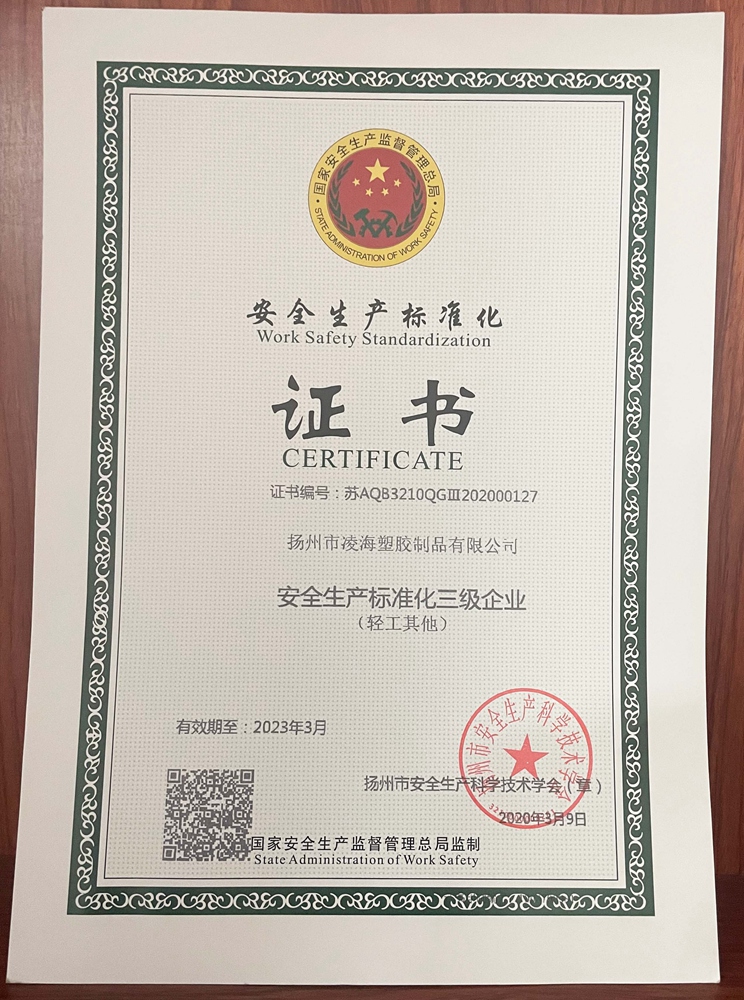 国家安全生产监督管理总局
STATE ADMINISTRATION OF WORK SAFETY
安全生产标准化
Work Safety Standardization
证书
CERTIFICATE
证书编号：苏AQB3210QGⅢ202000127
扬州市凌海塑胶制品有限公司
安全生产标准化三级企业
（轻工其他）
有效期至：2023年3月
扬州市安全生产科学技术学会
扬州市安全生产科学技术学会（章）
2020年3月9日
国家安全生产监督管理总局监制
State Administration of Work Safety